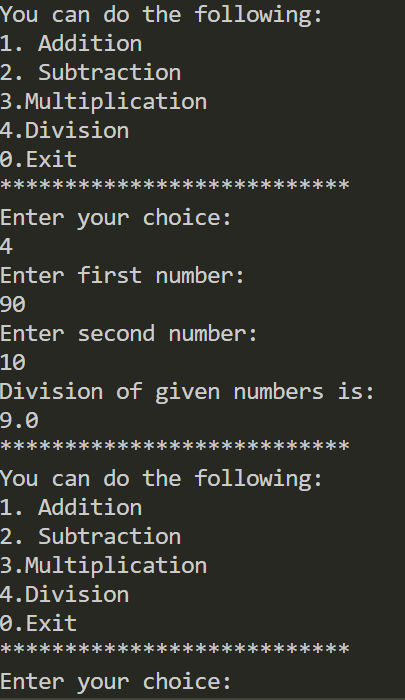 You can do the following:
1. Addition
2. Subtraction
3.Multiplication
4.Division
0.Exit
***************************
Enter your choice:
4
Enter first number:
90
Enter second number:
10
Division of given numbers is:
9.0
***************************
You can do the following:
1. Addition
2. Subtraction
3.Multiplication
4.Division
0.Exit
***************************
Enter your choice: